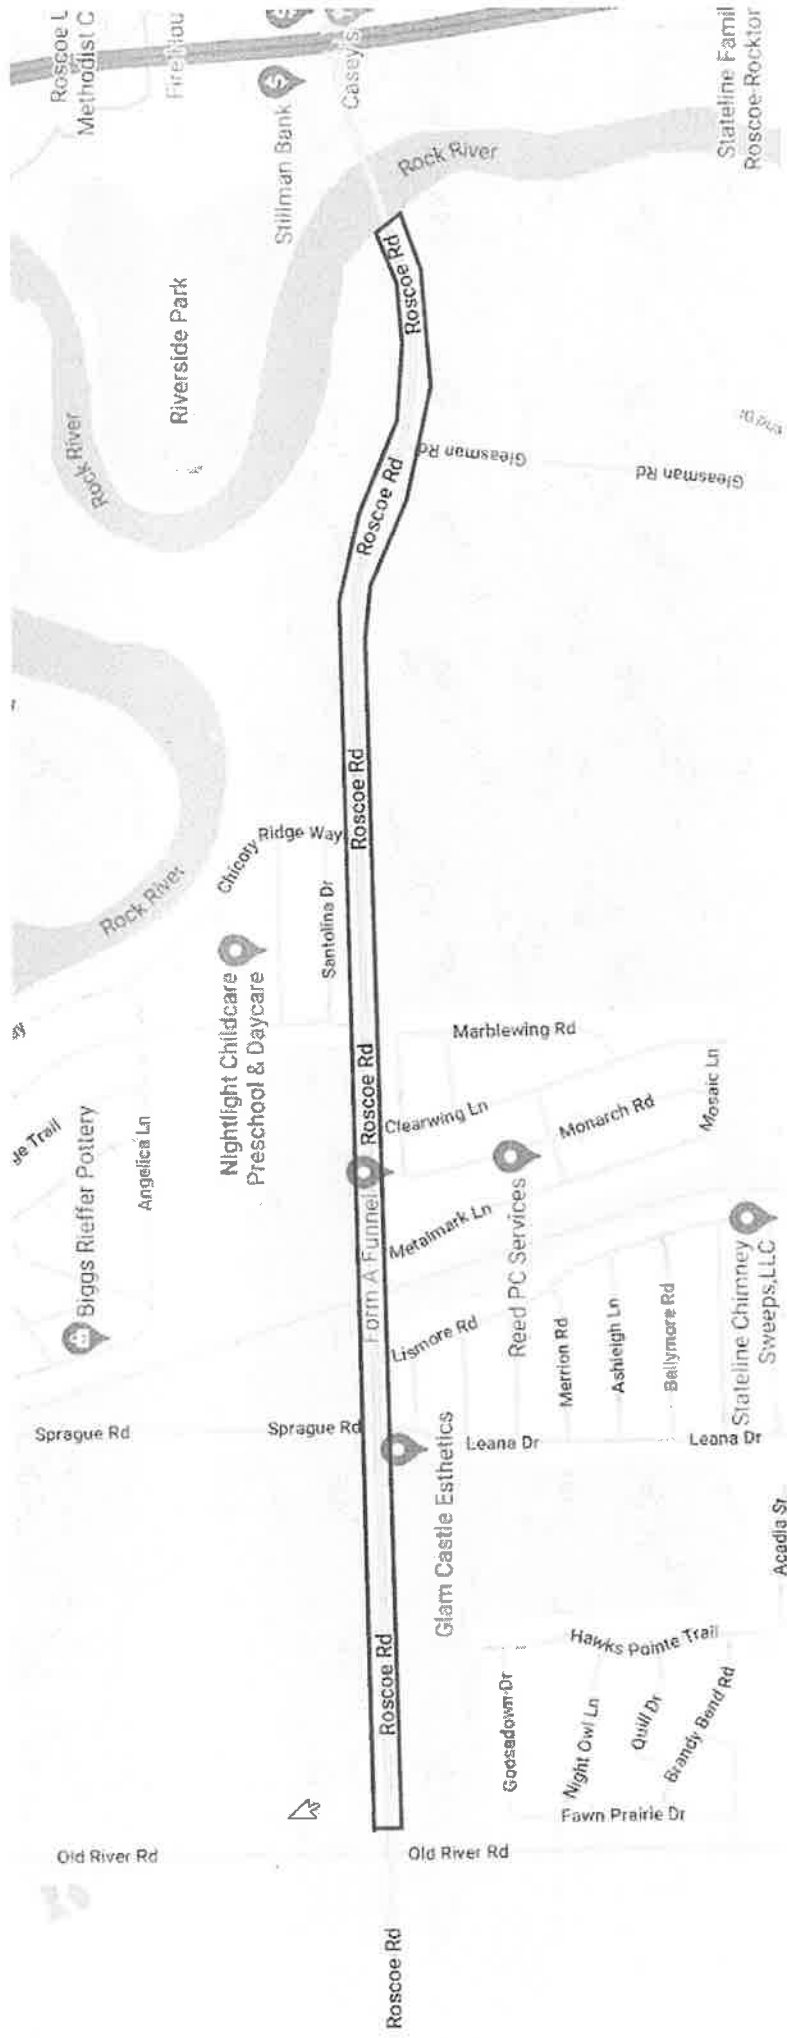 Roscoe L
Methodist C
Fire Hou
Stillman Bank
Casey's
Stateline Famil
Roscoe-Rockton
Rock River
Riverside Park
Rock River
Roscoe Rd
Roscoe Rd
Gleasman Rd
Gleasman Rd
Roscoe Rd
Rock River
Chicory Ridge Way
Santolina Dr
Roscoe Rd
Nightlight Childcare
Preschool & Daycare
Marblewing Rd
Clearwing Ln
Monarch Rd
Mosaic Ln
ge Trail
Biggs Rieffer Pottery
Angelica Ln
Form A Funnel
Metalmark Ln
Reed PC Services
Lismore Rd
Merrion Rd
Ashleigh Ln
Ballymore Rd
Stateline Chimney
Sweeps,LLC
Sprague Rd
Sprague Rd
Leana Dr
Leana Dr
Glam Castle Esthetics
Acadia St
Roscoe Rd
Hawks Pointe Trail
Goosedown Dr
Night Owl Ln
Quill Dr
Brandy Bend Rd
Fawn Prairie Dr
Old River Rd
Old River Rd
Roscoe Rd